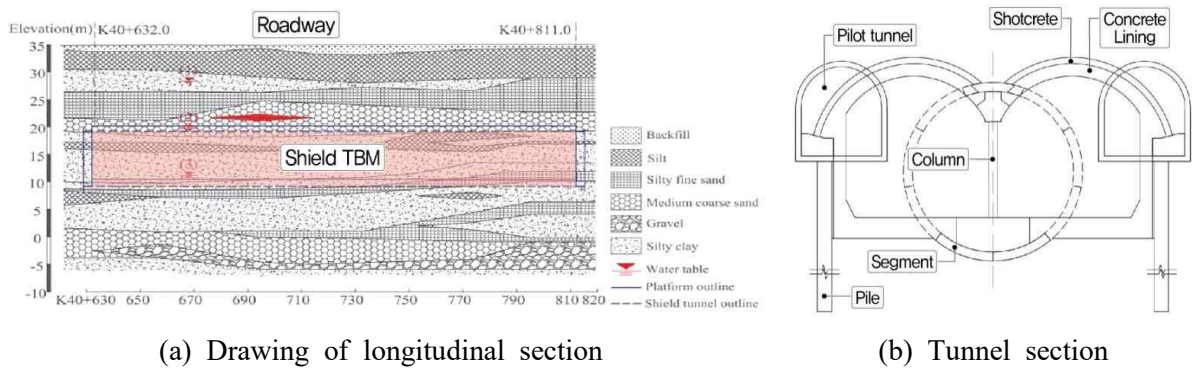 Elevation(m)
K40+632.0
Roadway
K40+811.0
35
30
25
20
15
10
5
0
-5
-10
Shield TBM
K40+630 650 670 690 710 730 750 770 790 810 820
Backfill
Silt
Silty fine sand
Medium coarse sand
Gravel
Silty clay
Water table
Platform outline
Shield tunnel outline
(a) Drawing of longitudinal section
Pilot tunnel
Shotcrete
Concrete
Lining
Column
Segment
Pile
(b) Tunnel section